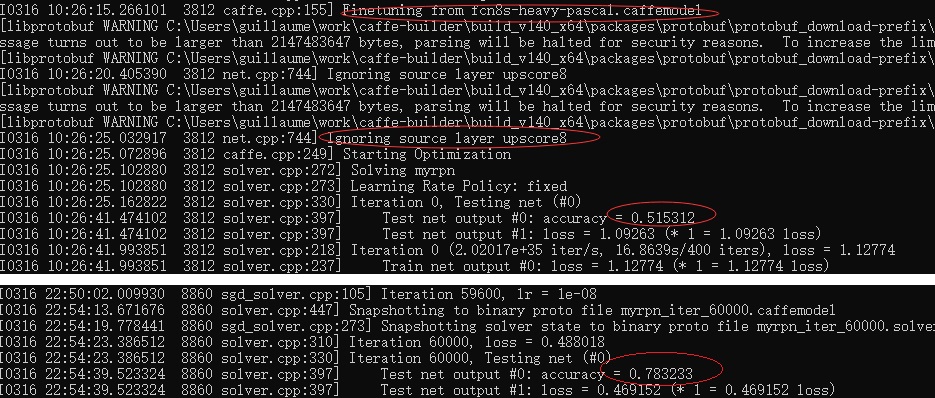 I0316 10:26:15.266101  3812 caffe.cpp:155] Finetuning from fcn8s-heavy-pascal.caffemodel
[libprotobuf WARNING C:\Users\guillaume\work\caffe-builder\build_v140_x64\packages\protobuf\protobuf_download-prefix\
ssage turns out to be larger than 2147483647 bytes, parsing will be halted for security reasons.  To increase the lim
[libprotobuf WARNING C:\Users\guillaume\work\caffe-builder\build_v140_x64\packages\protobuf\protobuf_download-prefix\
I0316 10:26:20.405390  3812 net.cpp:744] Ignoring source layer upscore8
[libprotobuf WARNING C:\Users\guillaume\work\caffe-builder\build_v140_x64\packages\protobuf\protobuf_download-prefix\
ssage turns out to be larger than 2147483647 bytes, parsing will be halted for security reasons.  To increase the lim
[libprotobuf WARNING C:\Users\guillaume\work\caffe-builder\build_v140_x64\packages\protobuf\protobuf_download-prefix\
I0316 10:26:25.032917  3812 net.cpp:744] Ignoring source layer upscore8
I0316 10:26:25.072896  3812 caffe.cpp:249] Starting Optimization
I0316 10:26:25.102880  3812 solver.cpp:272] Solving myrpn
I0316 10:26:25.102880  3812 solver.cpp:273] Learning Rate Policy: fixed
I0316 10:26:25.162822  3812 solver.cpp:330] Iteration 0, Testing net (#0)
I0316 10:26:41.474102  3812 solver.cpp:397]     Test net output #0: accuracy = 0.515312
I0316 10:26:41.474102  3812 solver.cpp:397]     Test net output #1: loss = 1.09263 (* 1 = 1.09263 loss)
I0316 10:26:41.993851  3812 solver.cpp:218] Iteration 0 (2.02017e+35 iter/s, 16.8639s/400 iters), loss = 1.12774
I0316 10:26:41.993851  3812 solver.cpp:237]     Train net output #0: loss = 1.12774 (* 1 = 1.12774 loss)
I0316 22:50:02.009930  8860 sgd_solver.cpp:105] Iteration 59600, lr = 1e-08
I0316 22:54:13.671676  8860 solver.cpp:447] Snapshotting to binary proto file myrpn_iter_60000.caffemodel
I0316 22:54:19.778441  8860 sgd_solver.cpp:273] Snapshotting solver state to binary proto file myrpn_iter_60000.solve
I0316 22:54:23.386512  8860 solver.cpp:310] Iteration 60000, loss = 0.488018
I0316 22:54:23.386512  8860 solver.cpp:330] Iteration 60000, Testing net (#0)
I0316 22:54:39.523324  8860 solver.cpp:397]     Test net output #0: accuracy = 0.783233
I0316 22:54:39.523324  8860 solver.cpp:397]     Test net output #1: loss = 0.469152 (* 1 = 0.469152 loss)